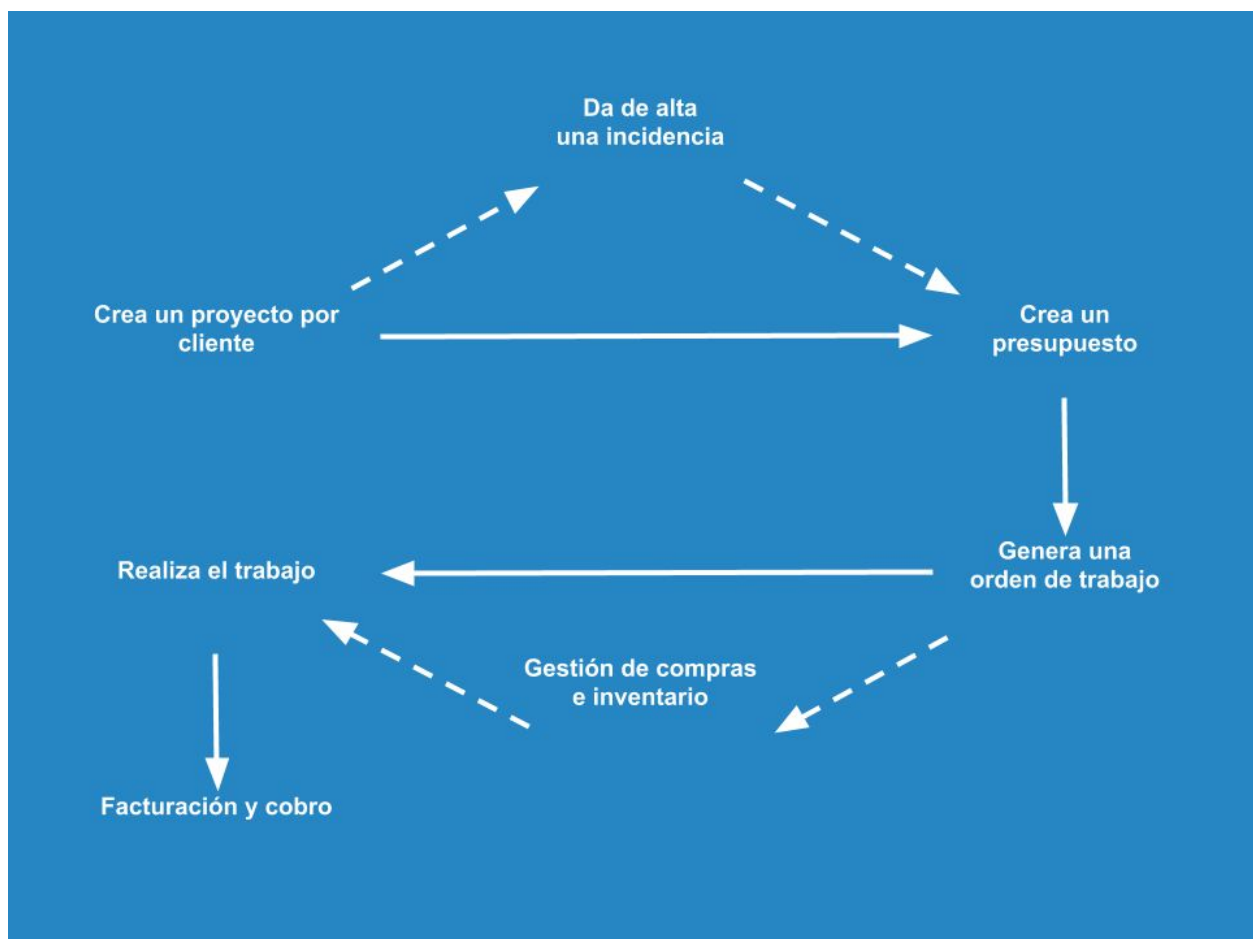 Da de alta
una incidencia
Crea un proyecto por
cliente
Crea un
presupuesto
Realiza el trabajo
Genera una
orden de trabajo
Gestión de compras
e inventario
Facturación y cobro